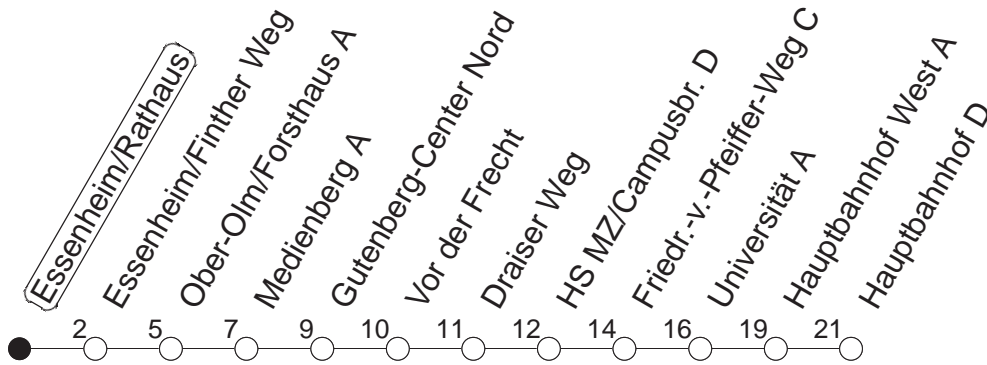 Essenheim/Rathaus
Essenheim/Finther Weg
Ober-Olm/Forsthaus A
Medienberg A
Gutenberg-Center Nord
Vor der Frecht
Draiser Weg
HS MZ/Campusbr. D
Friedr.-v.-Pfeiffer-Weg C
Universität A
Hauptbahnhof West A
Hauptbahnhof D
2 5 7 9 10 11 12 14 16 19 21